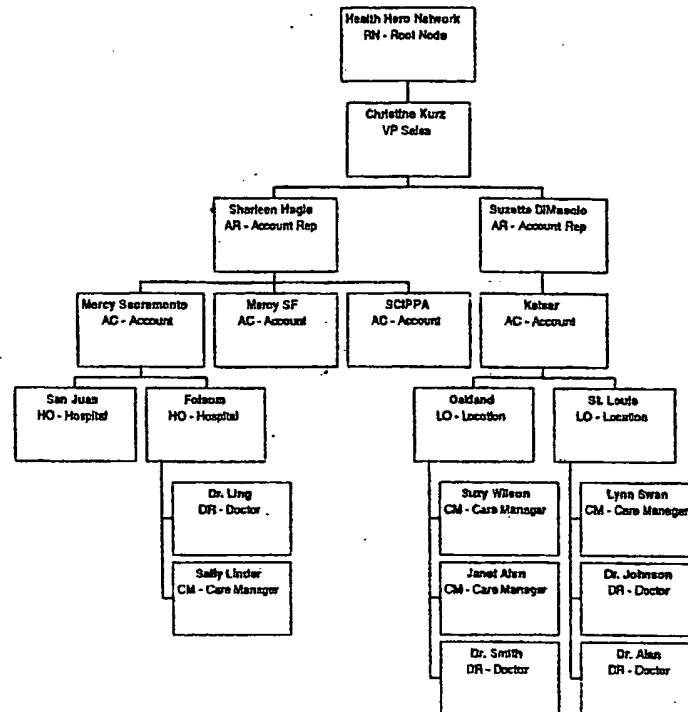 Health Hero Network
RN - Root Node
Christine Kurz
VP Sales
Sharleen Hagle
AR - Account Rep
Suzette DiMascio
AR - Account Rep
Mercy Sacramento
AC - Account
Mercy SF
AC - Account
SCIPPA
AC - Account
Kaiser
AC - Account
San Juan
HO - Hospital
Folsom
HO - Hospital
Oakland
LO - Location
St. Louis
LO - Location
Dr. Ling
DR - Doctor
Suzy Wilson
CM - Care Manager
Lynn Swan
CM - Care Manager
Sally Linder
CM - Care Manager
Janet
CM - Care Manager
Dr. Johnson
DR - Doctor
Dr. Smith
DR - Doctor
Dr. Alan
DR - Doctor